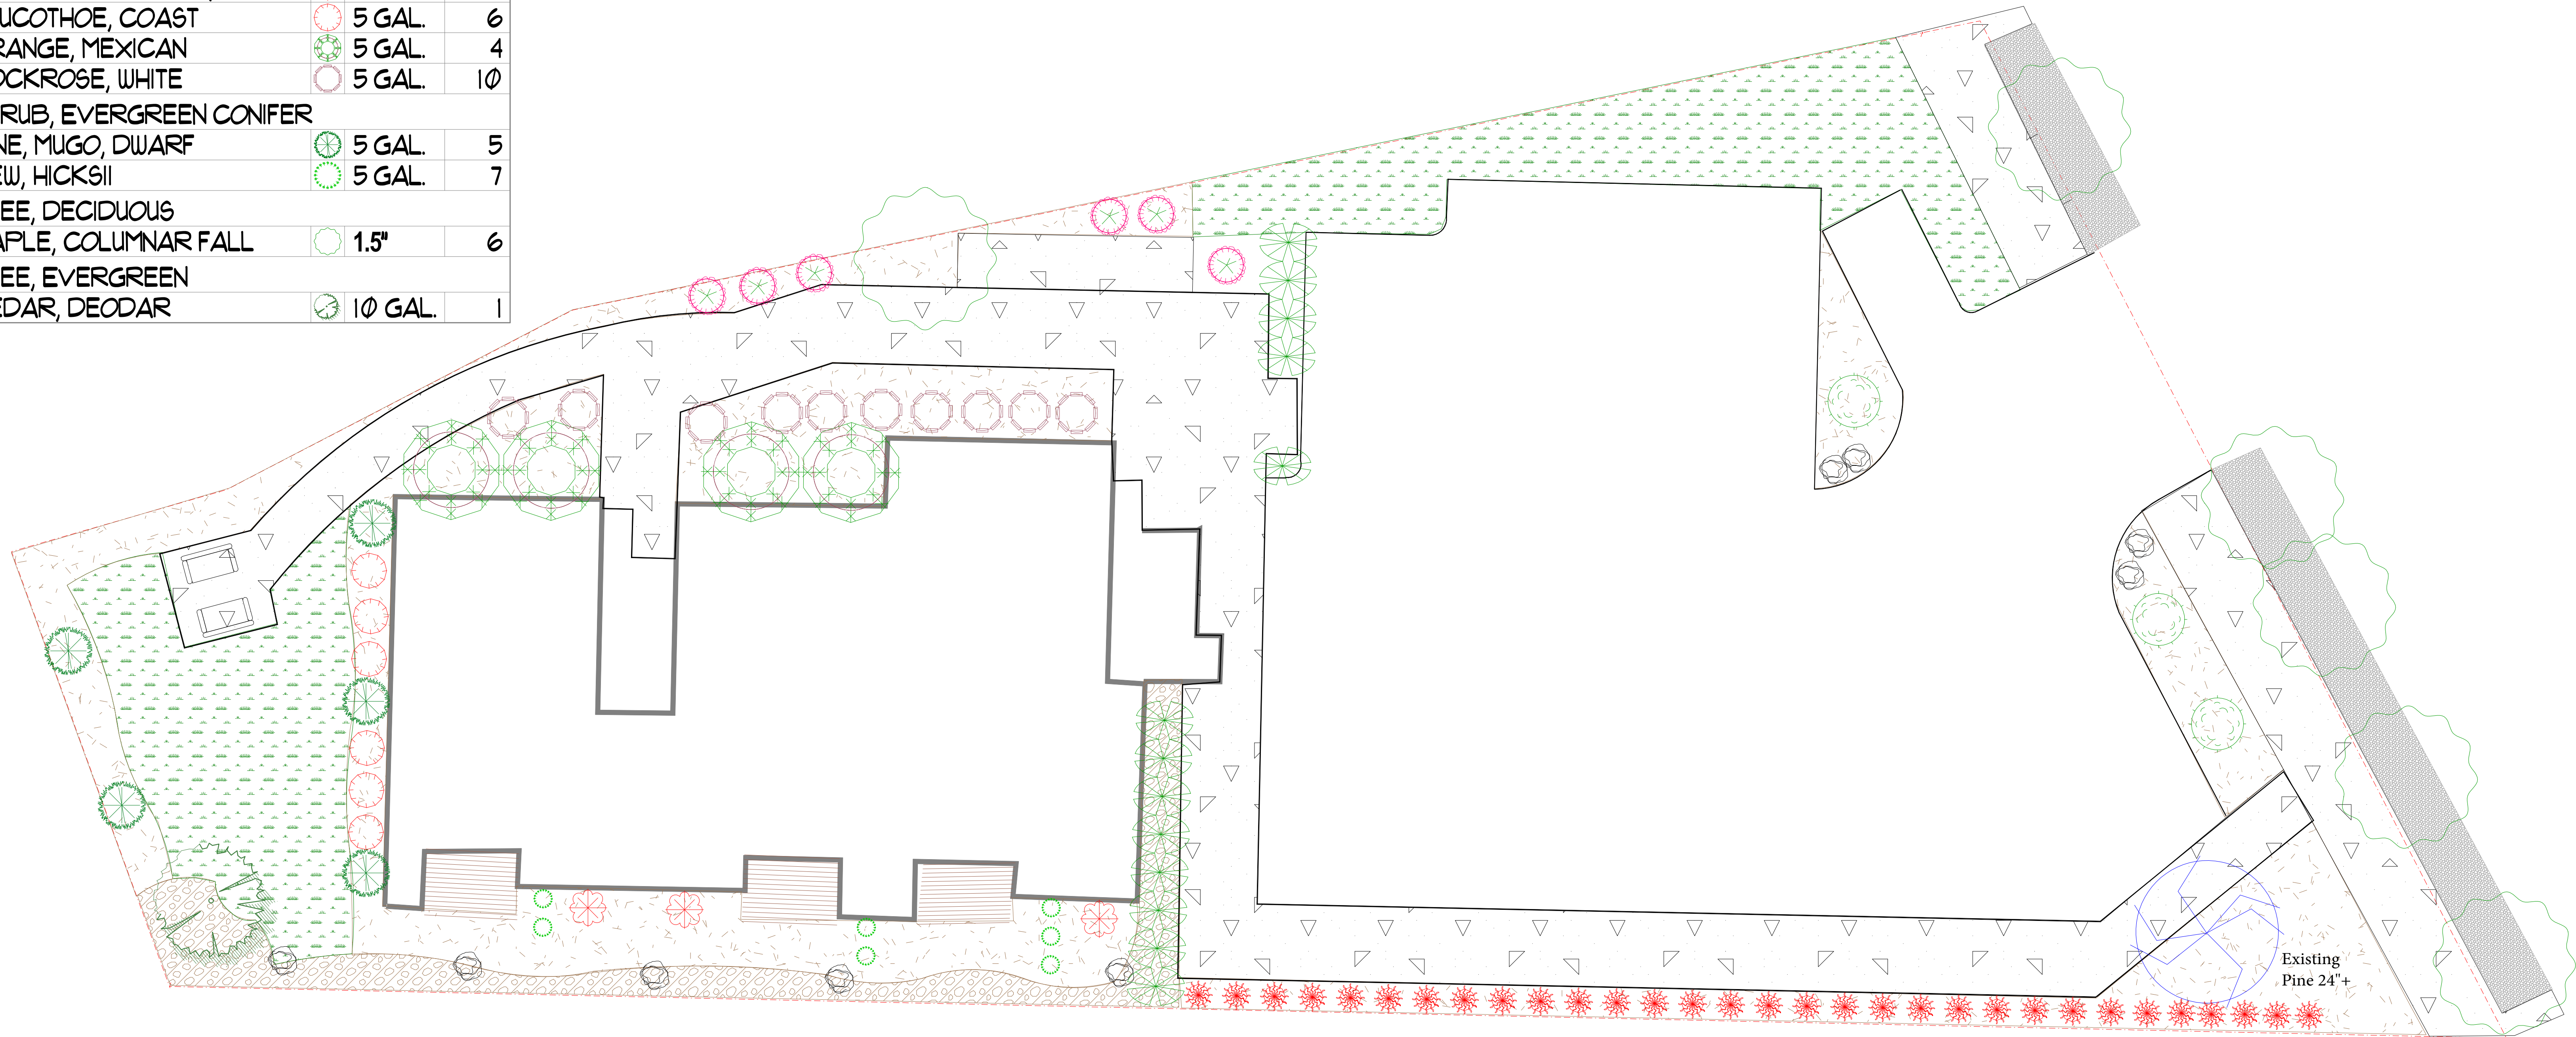 UCOTHOE, COAST 5 GAL. 6
RANGE, MEXICAN 5 GAL. 4
OCKROSE, WHITE 5 GAL. 10
RUB, EVERGREEN CONIFER
NE, MUGO, DWARF 5 GAL. 5
EW, HICKSII 5 GAL. 7
EE, DECIDUOUS
APLE, COLUMNAR FALL 1.5" 6
EE, EVERGREEN
EDAR, DEODAR 10 GAL. 1
Existing
Pine 24"+